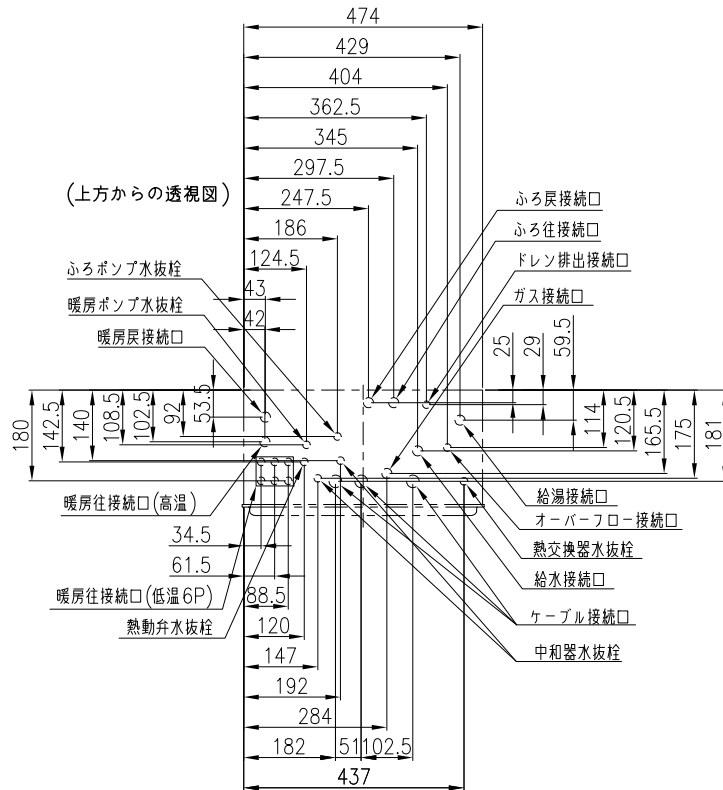 474
429
404
362.5
345
297.5
(上方からの透視図)
247.5
ふろ戻接続口
186
ふろ往接続口
124.5
ドレン排出接続口
ふろポンプ水抜栓
43
ガス接続口
暖房ポンプ水抜栓
42
暖房戻接続口
25
29
59.5
180
142.5
140
108.5
102.5
92
53.5
114
120.5
165.5
175
181
暖房往接続口(高温)
給湯接続口
オーバーフロー接続口
34.5
熱交換器水抜栓
61.5
給水接続口
暖房往接続口(低温6P)
88.5
ケーブル接続口
熱動弁水抜栓
120
中和器水抜栓
147
192
284
182
51
102.5
437